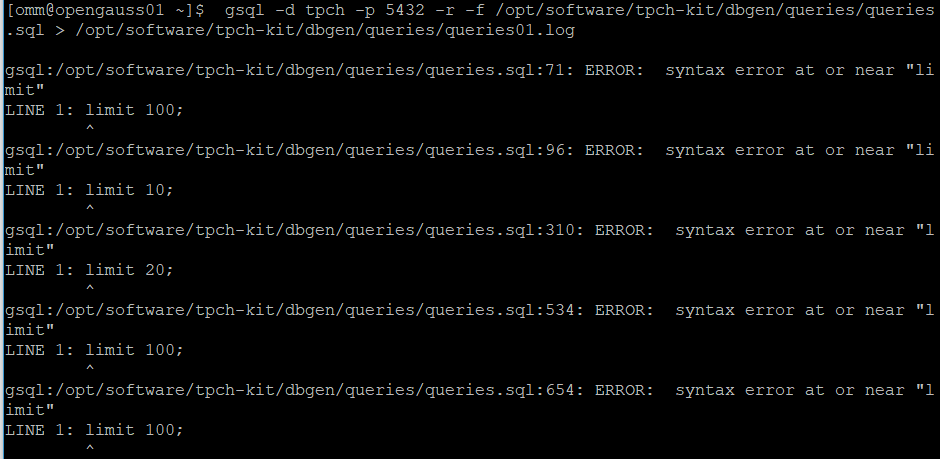 [omm@opengauss01 ~]$  gsql -d tpch -p 5432 -r -f /opt/software/tpch-kit/dbgen/queries/queries
.sql > /opt/software/tpch-kit/dbgen/queries/queries01.log
gsql:/opt/software/tpch-kit/dbgen/queries/queries.sql:71: ERROR:  syntax error at or near "li
mit"
LINE 1: limit 100;
        ^
gsql:/opt/software/tpch-kit/dbgen/queries/queries.sql:96: ERROR:  syntax error at or near "li
mit"
LINE 1: limit 10;
        ^
gsql:/opt/software/tpch-kit/dbgen/queries/queries.sql:310: ERROR:  syntax error at or near "l
imit"
LINE 1: limit 20;
        ^
gsql:/opt/software/tpch-kit/dbgen/queries/queries.sql:534: ERROR:  syntax error at or near "l
imit"
LINE 1: limit 100;
        ^
gsql:/opt/software/tpch-kit/dbgen/queries/queries.sql:654: ERROR:  syntax error at or near "l
imit"
LINE 1: limit 100;
        ^